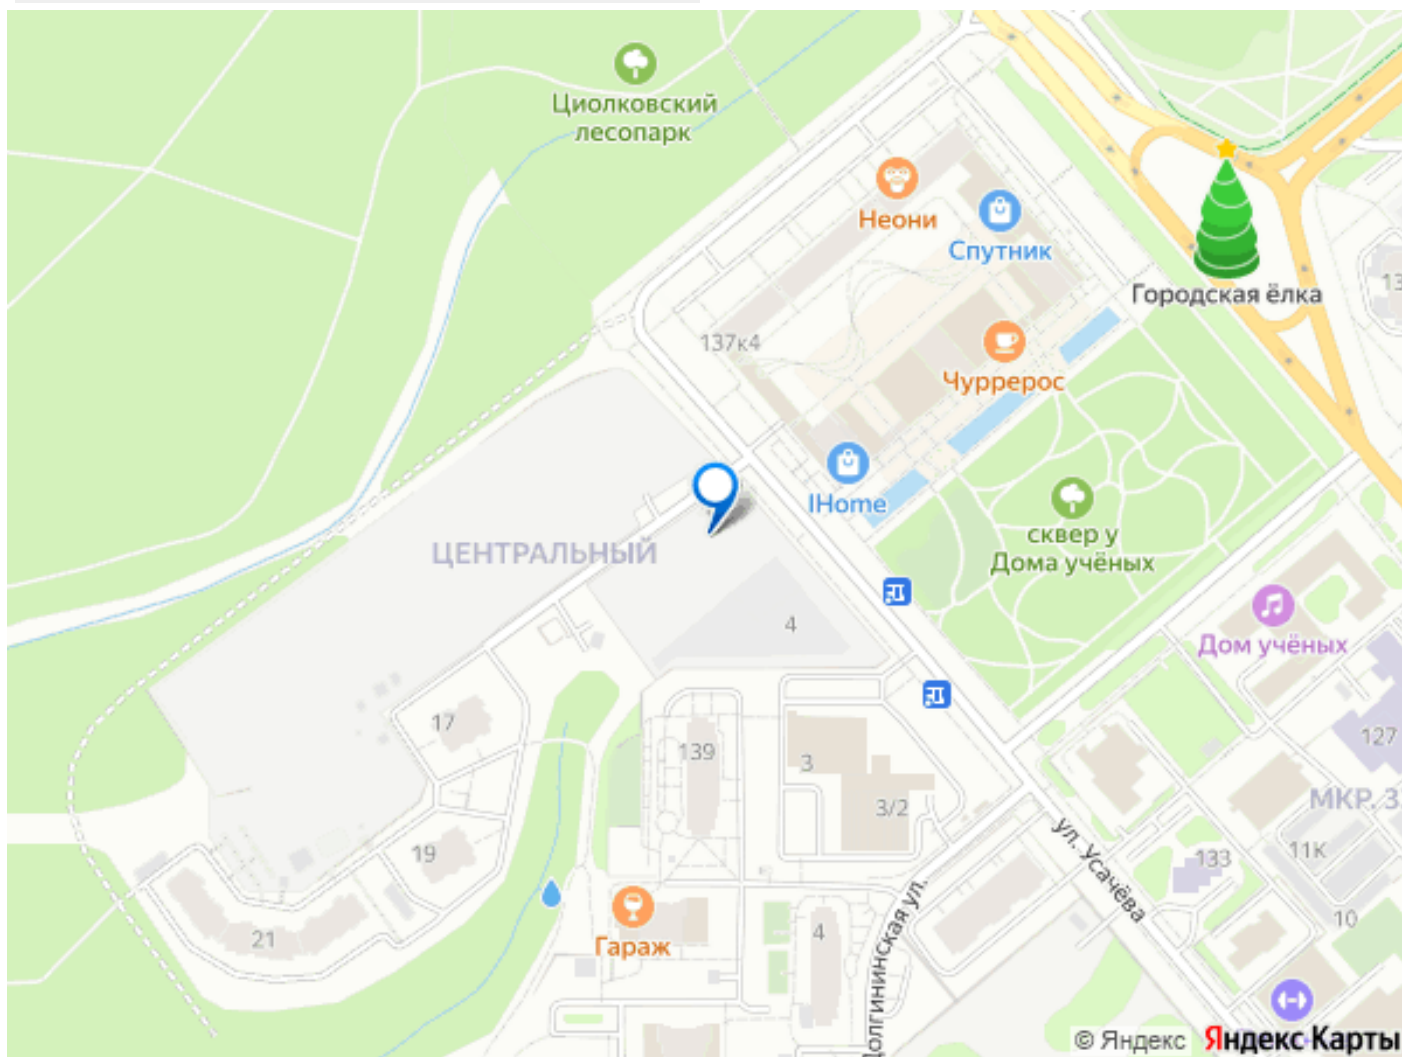 Циолковский
лесопарк
Неони
Спутник
Городская ёлка
13
137к4
Чуррерос
IHome
сквер у
Дома учёных
ЦЕНТРАЛЬНЫЙ
4
Дом учёных
17
139
3
127
3/2
МКР. 3
19
ул. Усачёва
133
11К
21
Гараж
4
Долгининская ул.
10
© Яндекс Яндекс Карты